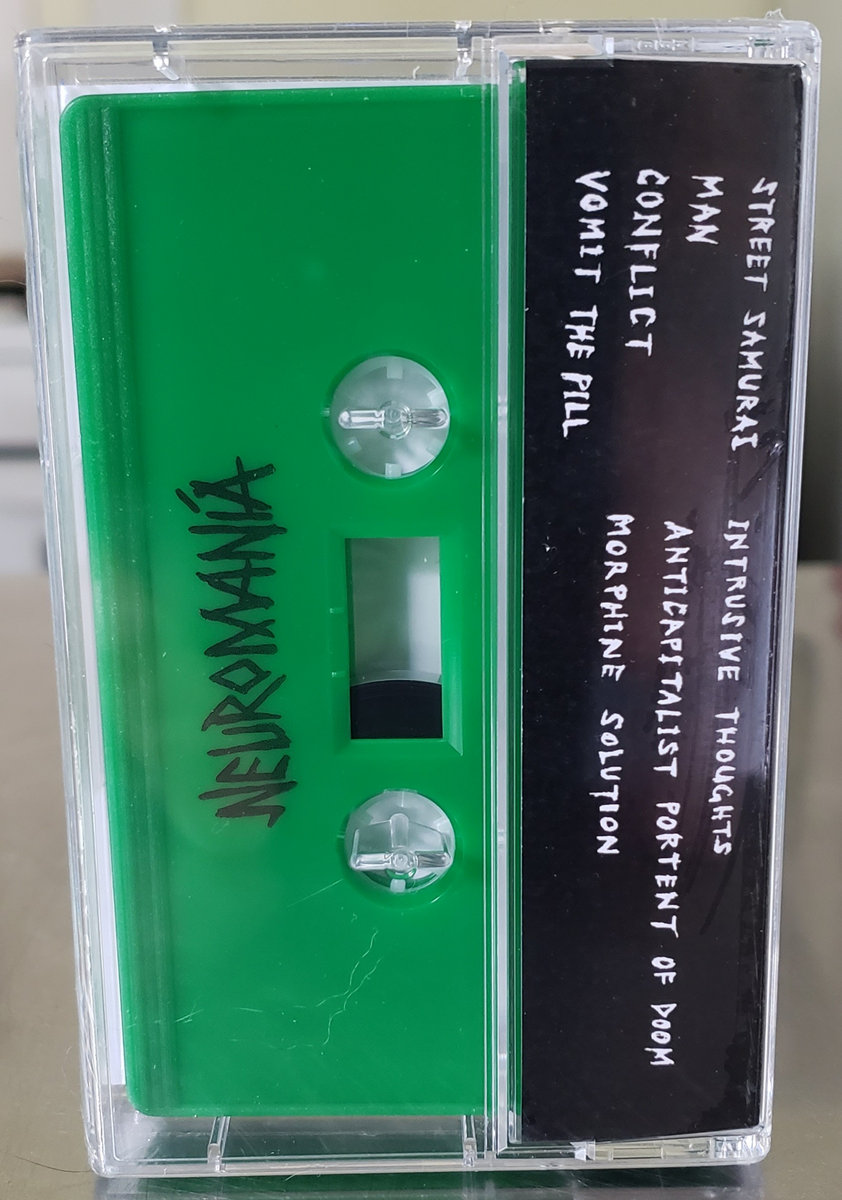 STREET SAMURAI
MAN
CONFLICT
VOMIT THE PILL
INTRUSIVE THOUGHTS
ANTICAPITALIST PORTENT OF DOOM
MORPHINE SOLUTION
NEUROMANÍA